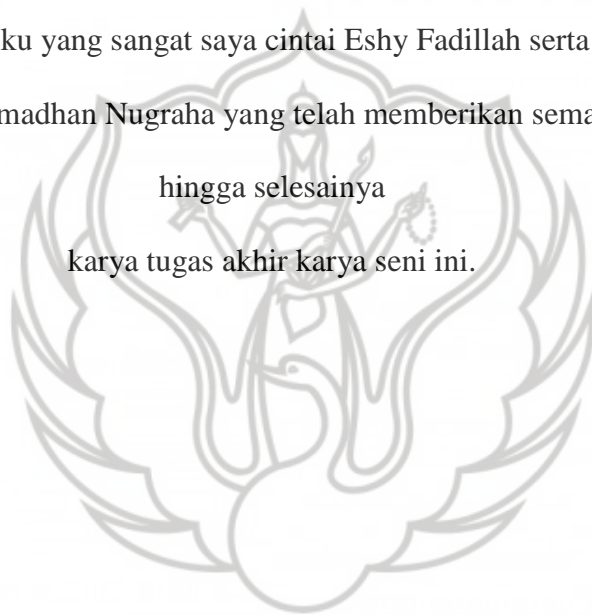 ku yang sangat saya cintai Eshy Fadillah serta
madhan Nugraha yang telah memberikan sema
hingga selesainya
karya tugas akhir karya seni ini.